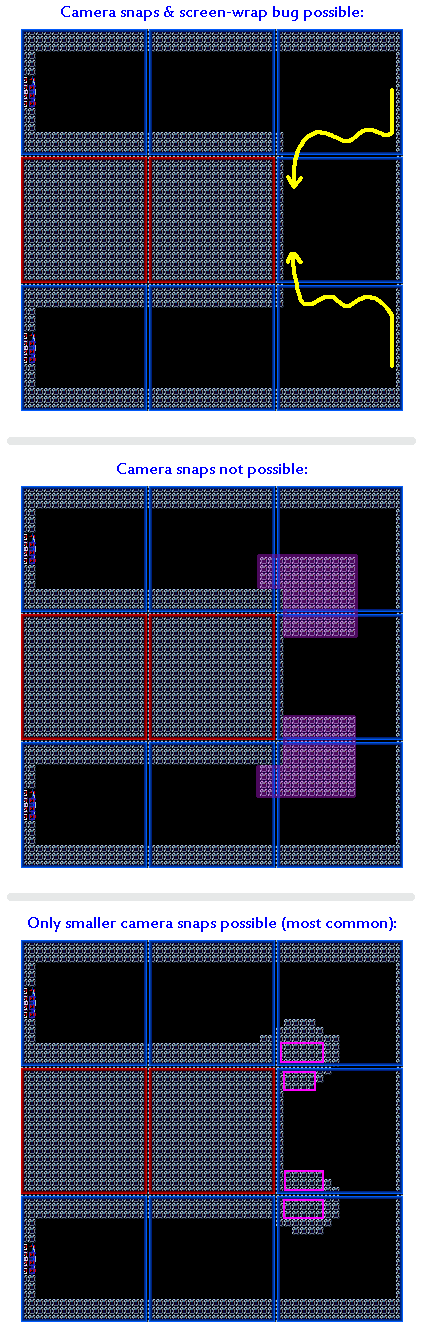 Camera snaps & screen-wrap bug possible:
Camera snaps not possible:
Only smaller camera snaps possible (most common):